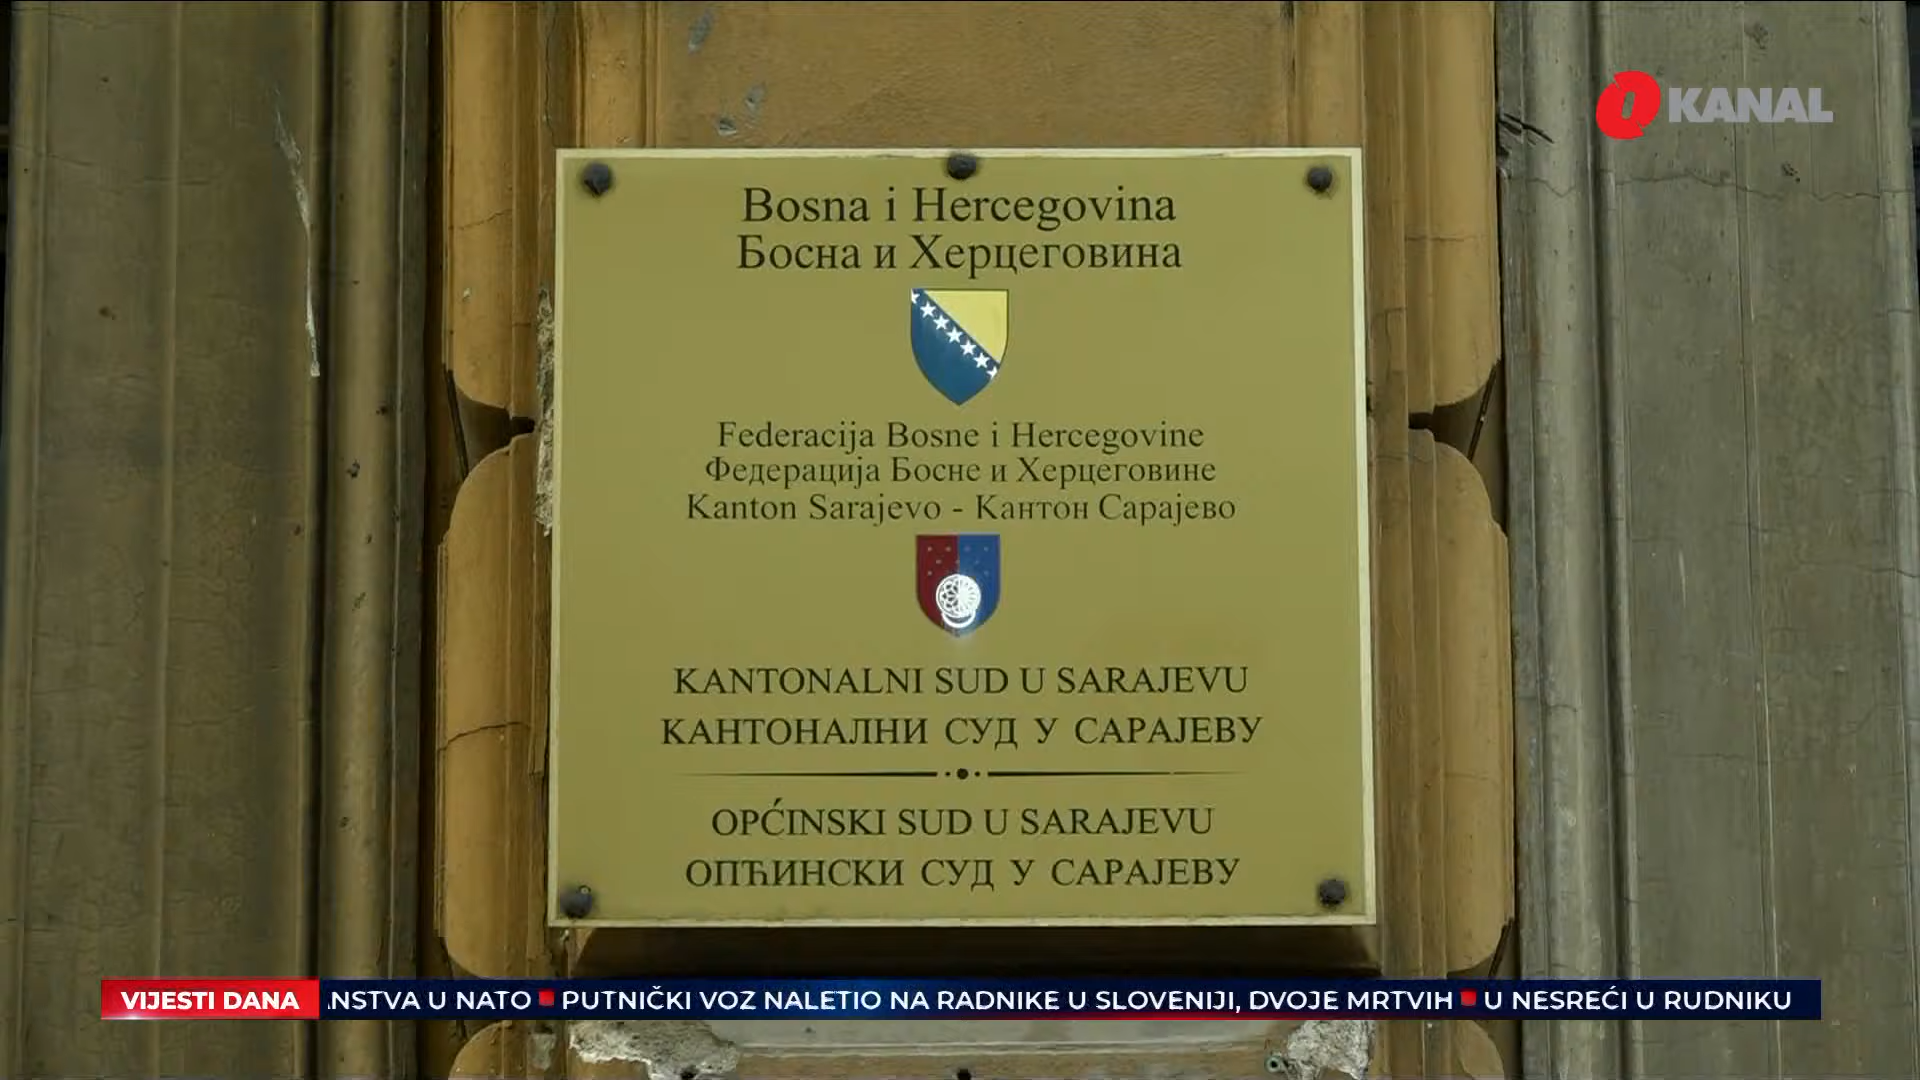 O KANAL
Bosna i Hercegovina
Босна и Херцеговина
Federacija Bosne i Hercegovine
Федерација Босне и Херцеговине
Kanton Sarajevo - Кантон Сарајево
KANTONALNI SUD U SARAJEVU
КАНТОНАЛНИ СУД У САРАЈЕВУ
OPĆINSKI SUD U SARAJEVU
ОПЋИНСКИ СУД У САРАЈЕВУ
VIJESTI DANA ANSTVA U NATO PUTNIČKI VOZ NALETIO NA RADNIKE U SLOVENIJI, DVOJE MRTVIH U NESREĆI U RUDNIKU